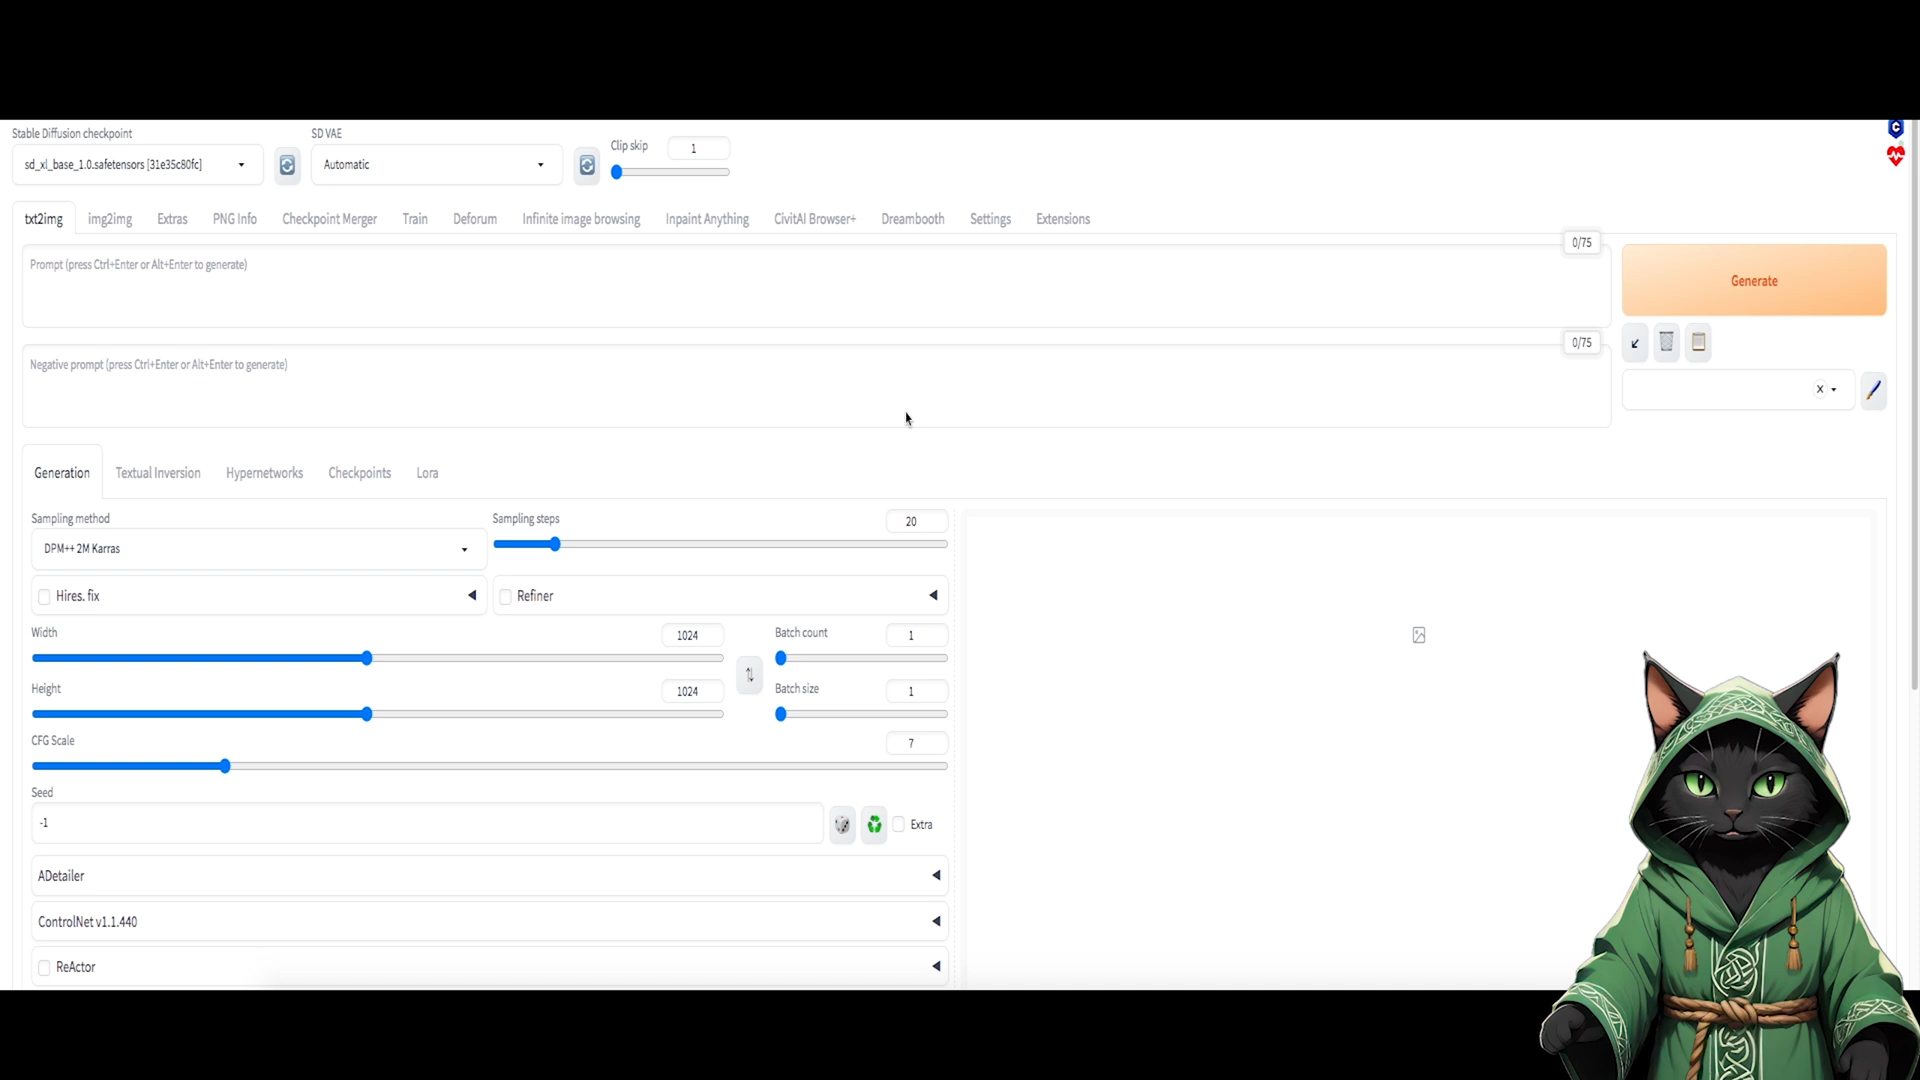 Stable Diffusion checkpoint
SD VAE
Clip skip
1
sd_xl_base_1.0.safetensors [31e35c80fc]
Automatic
txt2img
img2img
Extras
PNG Info
Checkpoint Merger
Train
Deforum
Infinite image browsing
Inpaint Anything
CivitAI Browser+
Dreambooth
Settings
Extensions
0/75
Prompt (press Ctrl+Enter or Alt+Enter to generate)
Generate
0/75
Negative prompt (press Ctrl+Enter or Alt+Enter to generate)
X
Generation
Textual Inversion
Hypernetworks
Checkpoints
Lora
Sampling method
Sampling steps
20
DPM++ 2M Karras
Hires. fix
Refiner
Width
1024
Batch count
1
Height
1024
Batch size
1
CFG Scale
7
Seed
-1
Extra
ADetailer
ControlNet v1.1.440
ReActor
C